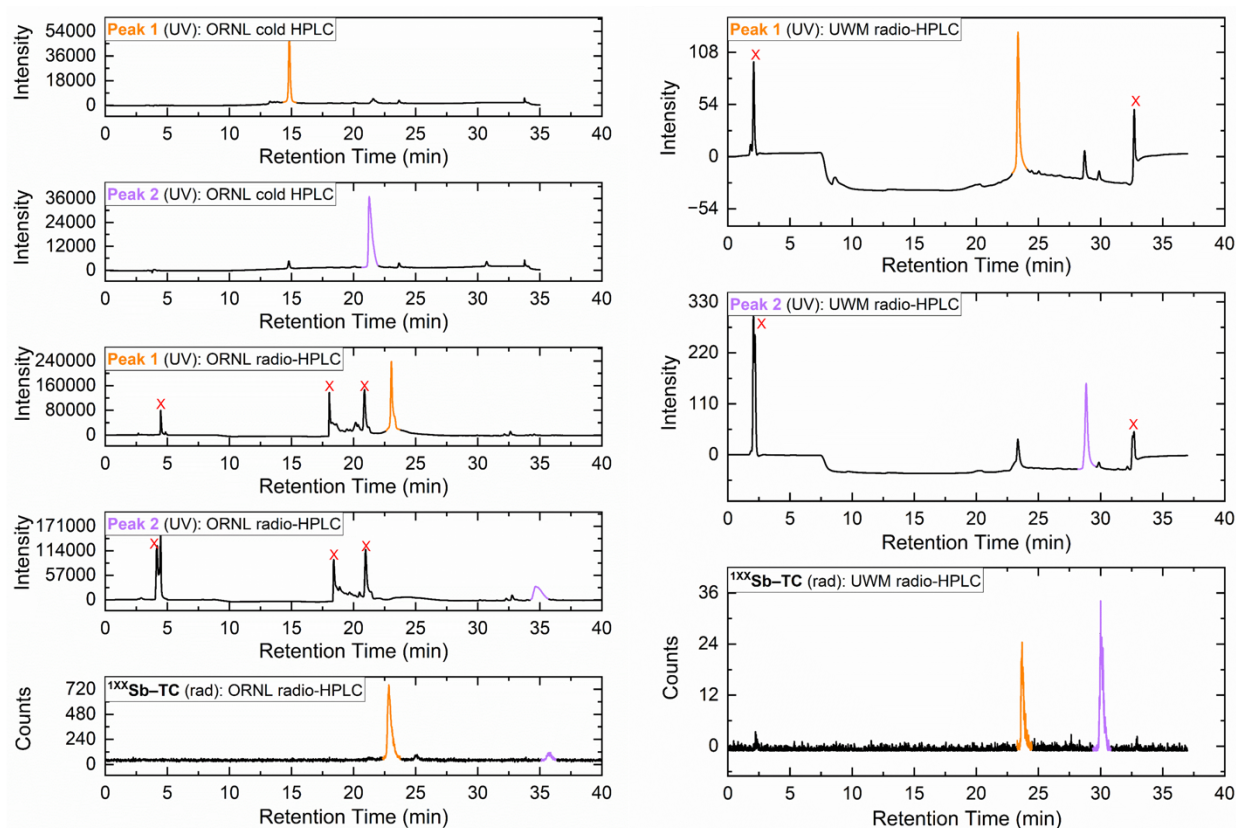 Peak 1 (UV): ORNL cold HPLC
Intensity
54000
36000
18000
0
0 5 10 15 20 25 30 35 40
Retention Time (min)
Peak 2 (UV): ORNL cold HPLC
Intensity
36000
24000
12000
0
0 5 10 15 20 25 30 35 40
Retention Time (min)
Peak 1 (UV): ORNL radio-HPLC
Intensity
240000
160000
80000
0
X X X
0 5 10 15 20 25 30 35 40
Retention Time (min)
Peak 2 (UV): ORNL radio-HPLC
Intensity
171000
114000
57000
0
X X X
0 5 10 15 20 25 30 35 40
Retention Time (min)
¹ˣˣSb–TC (rad): ORNL radio-HPLC
Counts
720
480
240
0
0 5 10 15 20 25 30 35 40
Retention Time (min)
Peak 1 (UV): UWM radio-HPLC
Intensity
108
54
0
−54
X X
0 5 10 15 20 25 30 35 40
Retention Time (min)
Peak 2 (UV): UWM radio-HPLC
Intensity
330
220
110
0
X X
0 5 10 15 20 25 30 35 40
Retention Time (min)
¹ˣˣSb–TC (rad): UWM radio-HPLC
Counts
36
24
12
0
0 5 10 15 20 25 30 35 40
Retention Time (min)